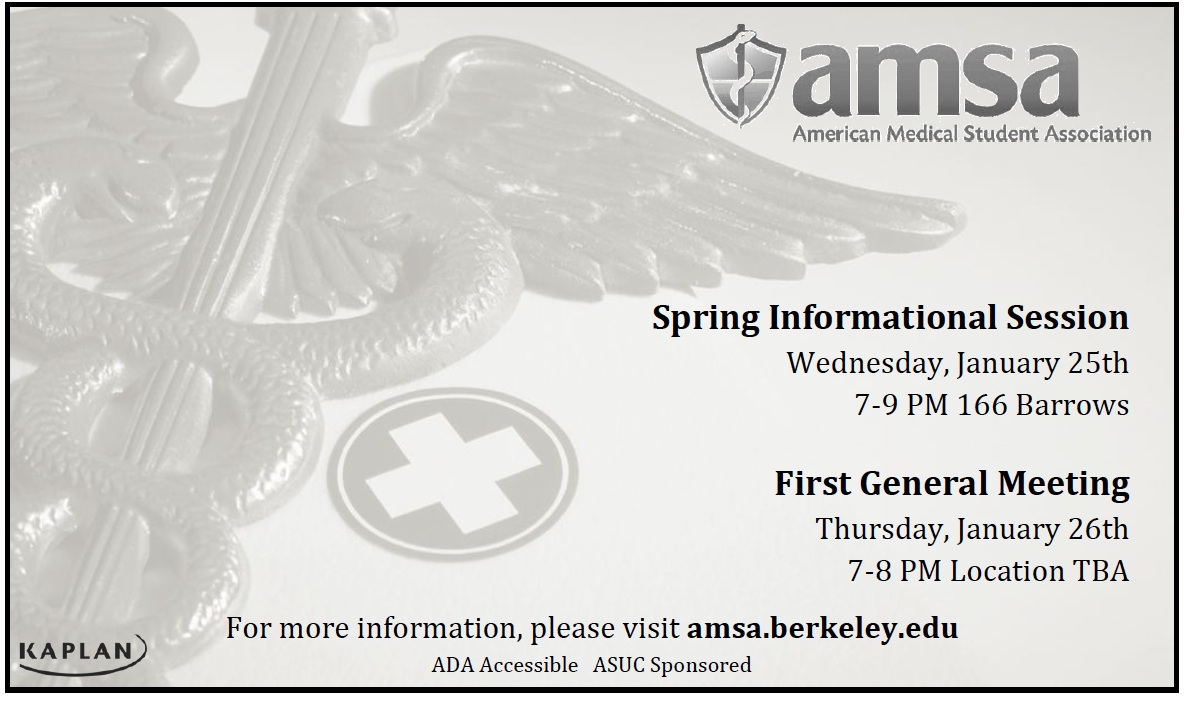 amsa
American Medical Student Association
Spring Informational Session
Wednesday, January 25th
7-9 PM 166 Barrows
First General Meeting
Thursday, January 26th
7-8 PM Location TBA
For more information, please visit amsa.berkeley.edu
KAPLAN
ADA Accessible ASUC Sponsored